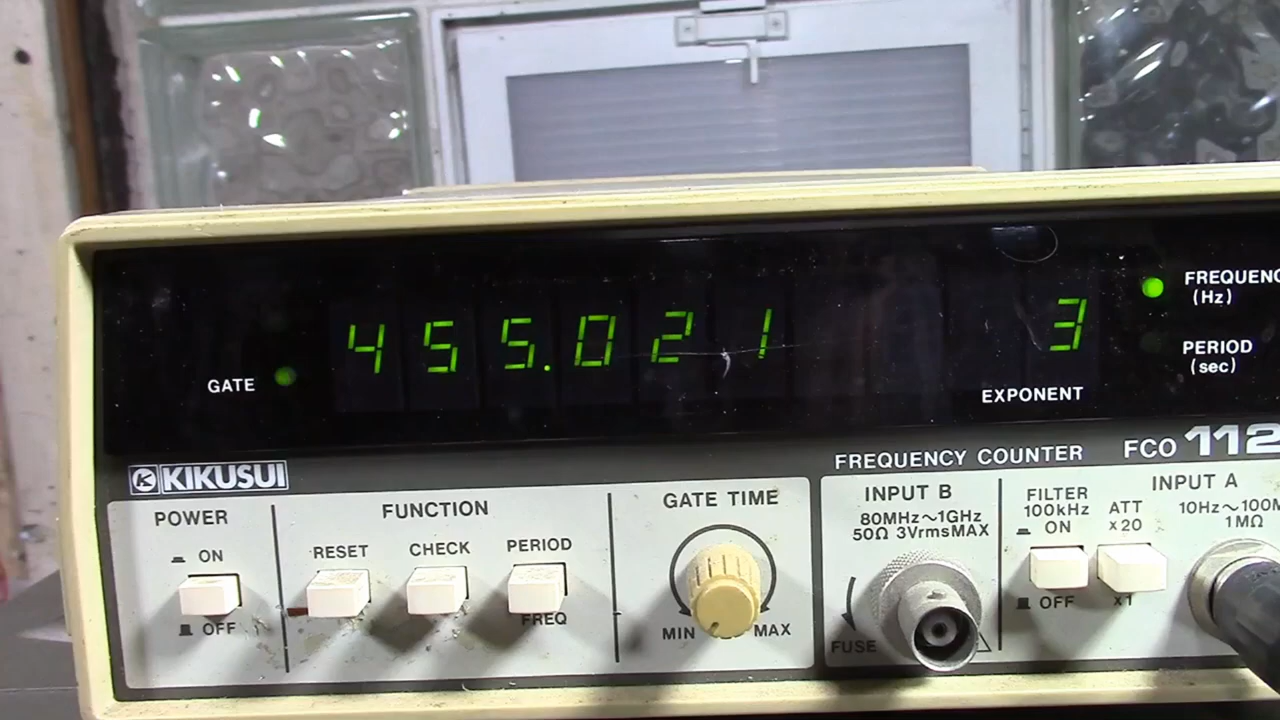 FREQUENC
(Hz)
GATE 455.021 3
PERIOD
(sec)
EXPONENT
KIKUSUI
FREQUENCY COUNTER FCO 112
POWER
ON
OFF
FUNCTION
RESET CHECK PERIOD
FREQ
GATE TIME
MIN MAX
INPUT B
80MHz~1GHz
50Ω 3VrmsMAX
FUSE
INPUT A
FILTER
100kHz
ON
OFF
ATT
x20
x1
10Hz~100M
1MΩ